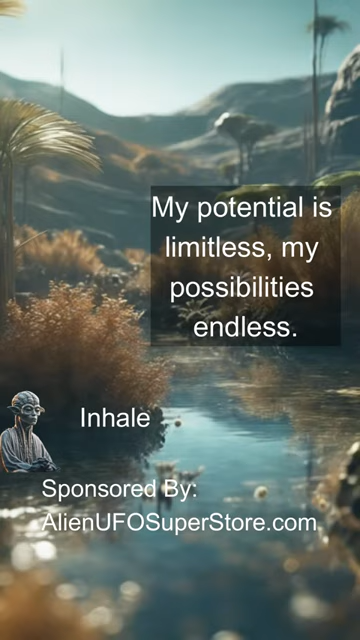 My potential is
limitless, my
possibilities
endless.
Inhale
Sponsored By:
AlienUFOSuperStore.com